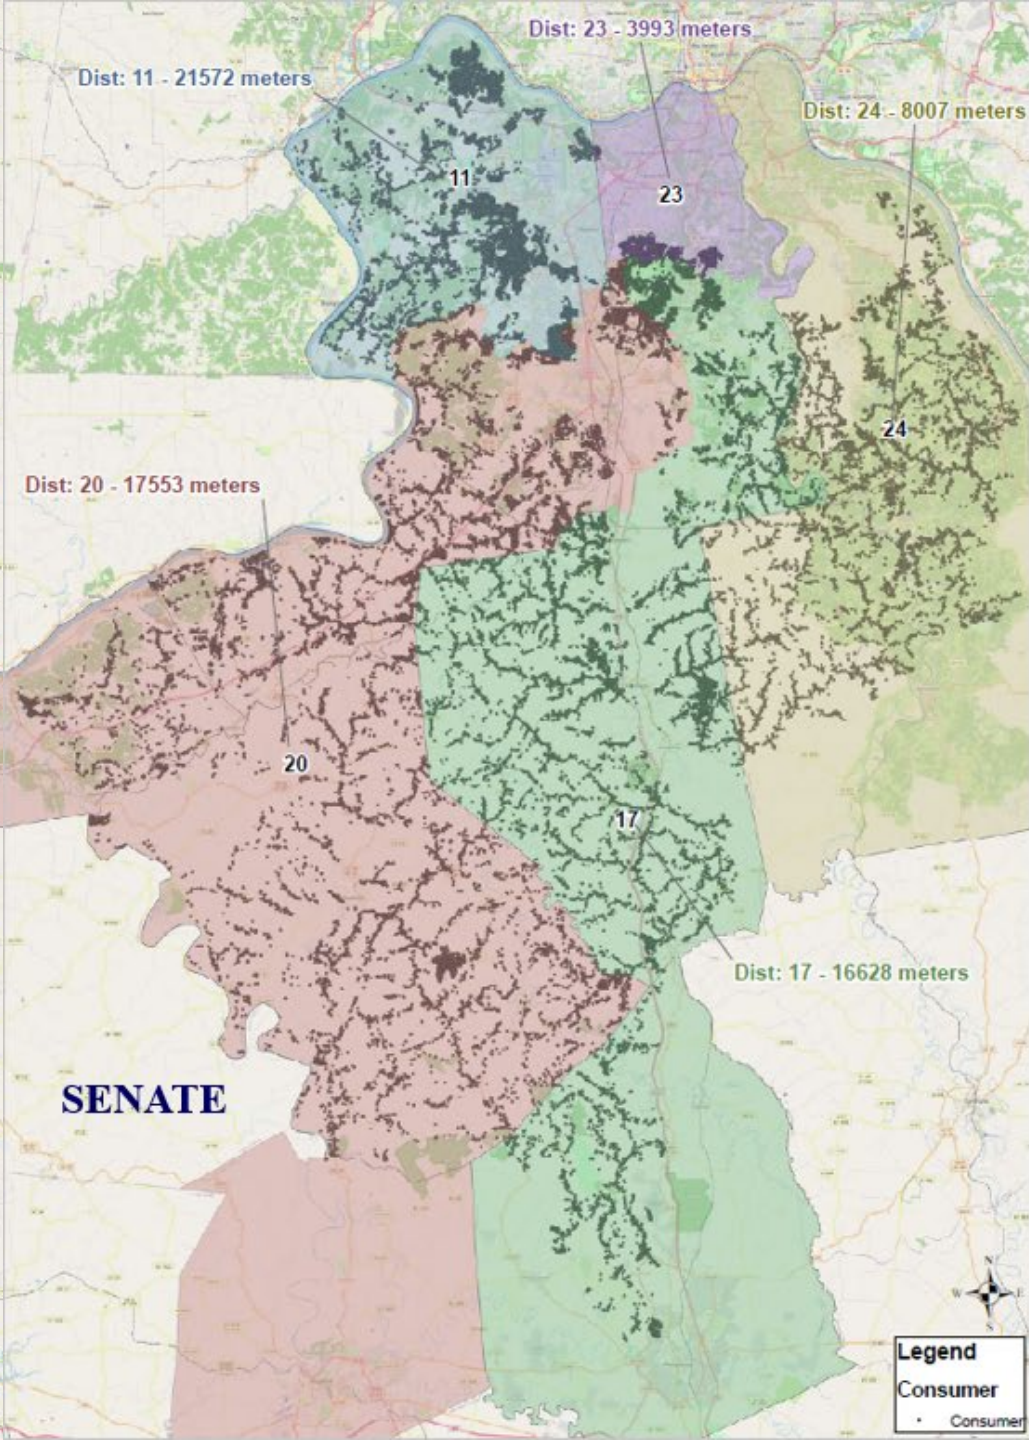 Dist: 23 - 3993 meters
Dist: 11 - 21572 meters
Dist: 24 - 8007 meters
11
23
24
Dist: 20 - 17553 meters
20
17
Dist: 17 - 16628 meters
SENATE
N
W E
S
Legend
Consumer
Consumer